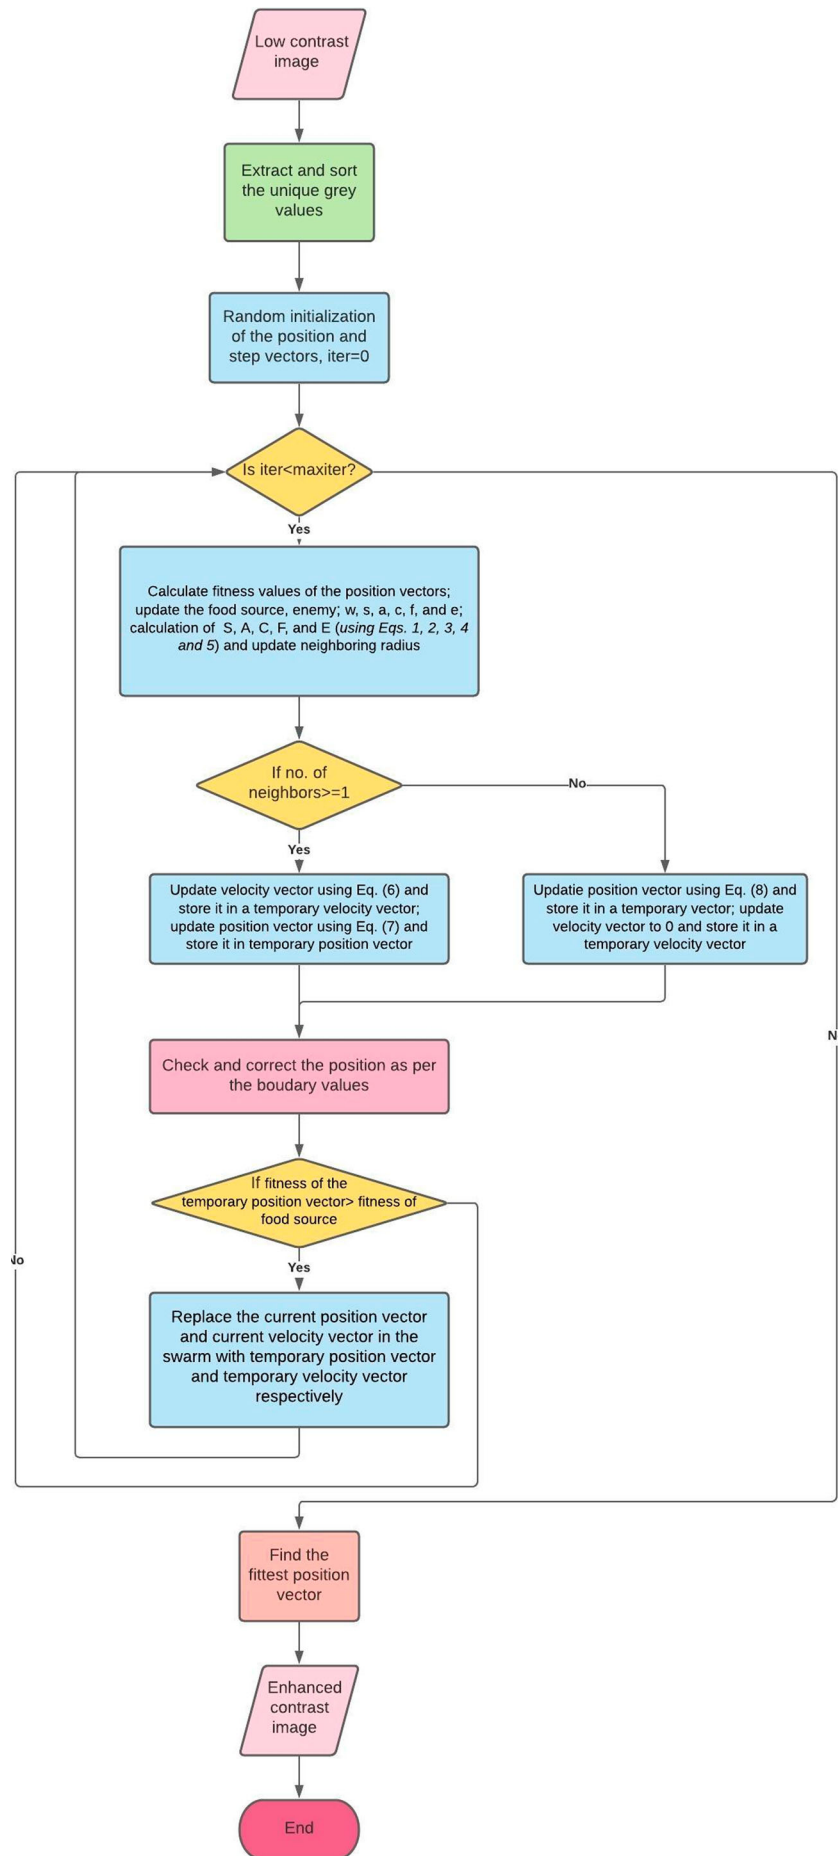 Low contrast
image
Extract and sort
the unique grey
values
Random initialization
of the position and
step vectors, iter=0
Is iter<maxiter?
Yes
Calculate fitness values of the position vectors;
update the food source, enemy; w, s, a, c, f, and e;
calculation of S, A, C, F, and E (using Eqs. 1, 2, 3, 4
and 5) and update neighboring radius
If no. of
neighbors>=1
No
Yes
Update velocity vector using Eq. (6) and
store it in a temporary velocity vector;
update position vector using Eq. (7) and
store it in temporary position vector
Updatie position vector using Eq. (8) and
store it in a temporary vector; update
velocity vector to 0 and store it in a
temporary velocity vector
N
Check and correct the position as per
the boudary values
If fitness of the
temporary position vector> fitness of
food source
No
Yes
Replace the current position vector
and current velocity vector in the
swarm with temporary position vector
and temporary velocity vector
respectively
Find the
fittest position
vector
Enhanced
contrast
image
End